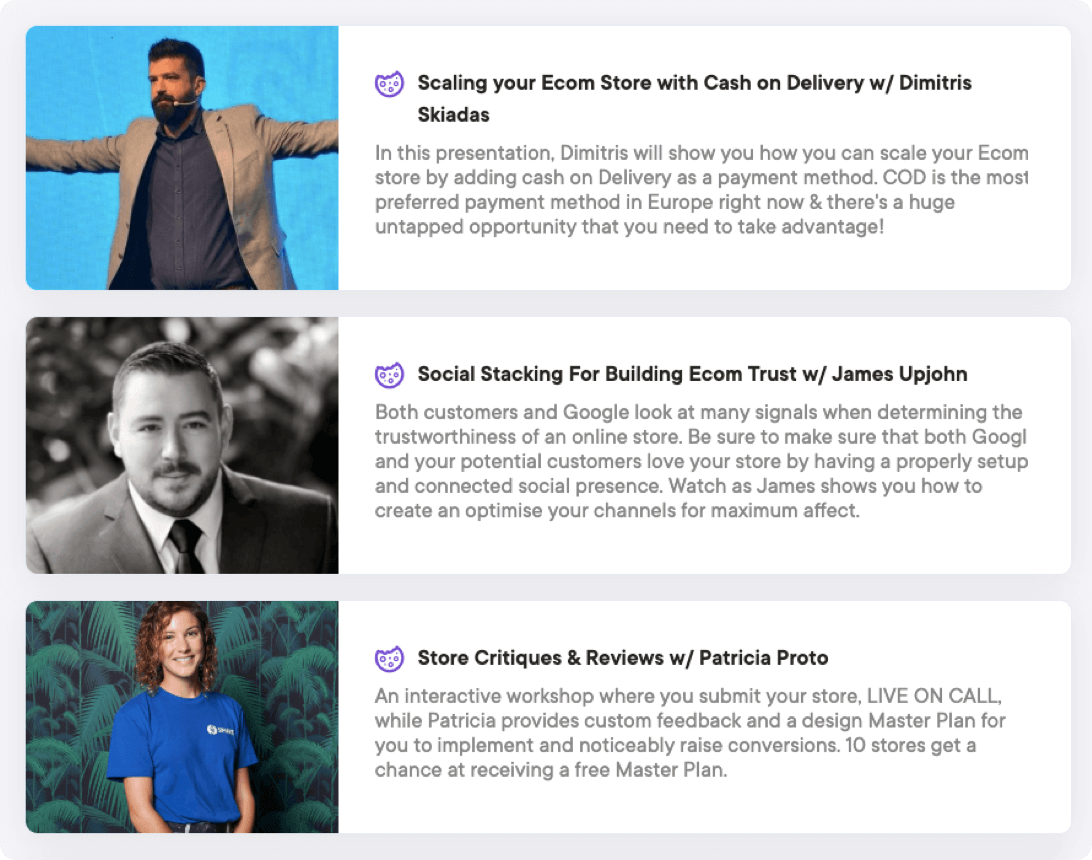 Scaling your Ecom Store with Cash on Delivery w/ Dimitris
Skiadas
In this presentation, Dimitris will show you how you can scale your Ecom
store by adding cash on Delivery as a payment method. COD is the most
preferred payment method in Europe right now & there's a huge
untapped opportunity that you need to take advantage!
Social Stacking For Building Ecom Trust w/ James Upjohn
Both customers and Google look at many signals when determining the
trustworthiness of an online store. Be sure to make sure that both Googl
and your potential customers love your store by having a properly setup
and connected social presence. Watch as James shows you how to
create an optimise your channels for maximum affect.
Store Critiques & Reviews w/ Patricia Proto
An interactive workshop where you submit your store, LIVE ON CALL,
while Patricia provides custom feedback and a design Master Plan for
you to implement and noticeably raise conversions. 10 stores get a
chance at receiving a free Master Plan.